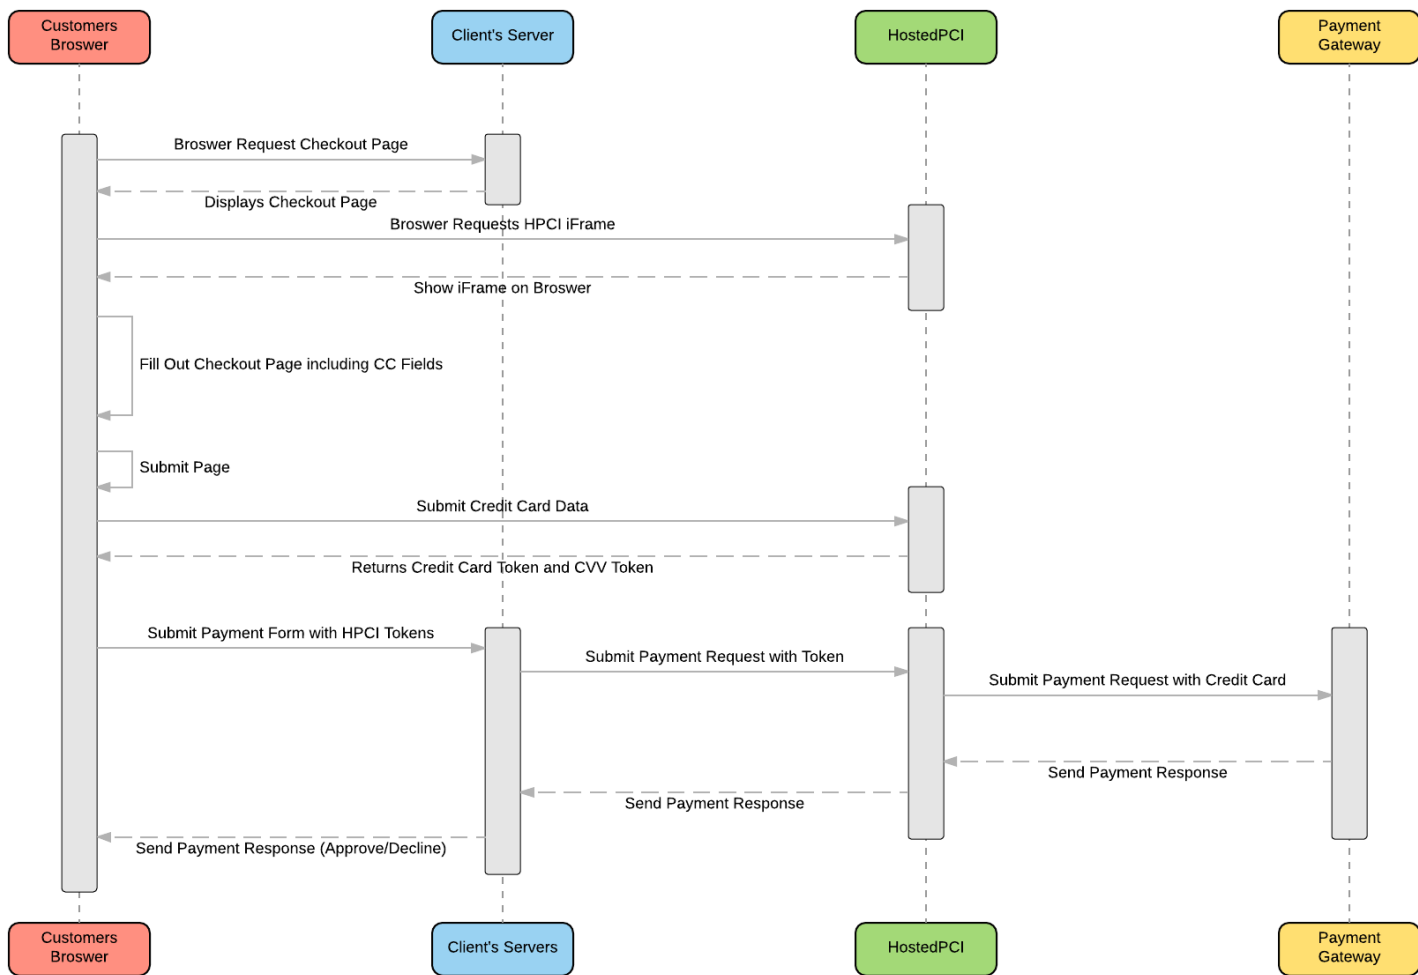 Customers
Broswer
Client's Server
HostedPCI
Payment
Gateway
Broswer Request Checkout Page
Displays Checkout Page
Broswer Requests HPCI iFrame
Show iFrame on Broswer
Fill Out Checkout Page including CC Fields
Submit Page
Submit Credit Card Data
Returns Credit Card Token and CVV Token
Submit Payment Form with HPCI Tokens
Submit Payment Request with Token
Submit Payment Request with Credit Card
Send Payment Response
Send Payment Response
Send Payment Response (Approve/Decline)
Customers
Broswer
Client's Servers
HostedPCI
Payment
Gateway